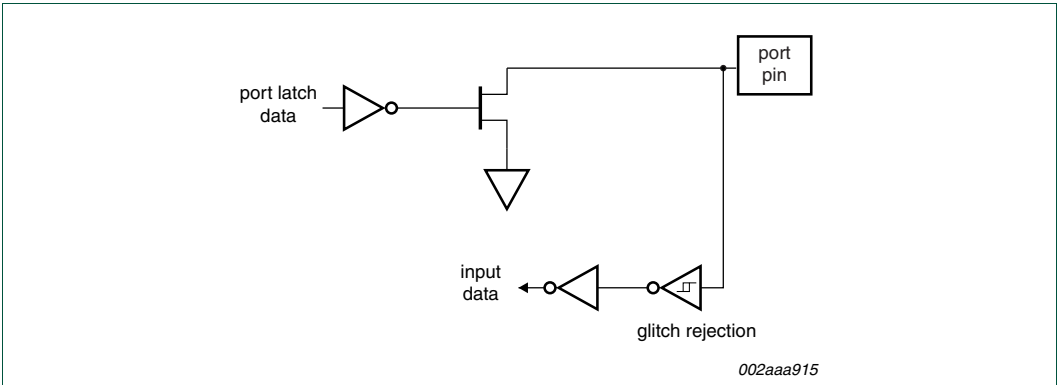 port
pin
port latch
data
input
data
glitch rejection
002aaa915